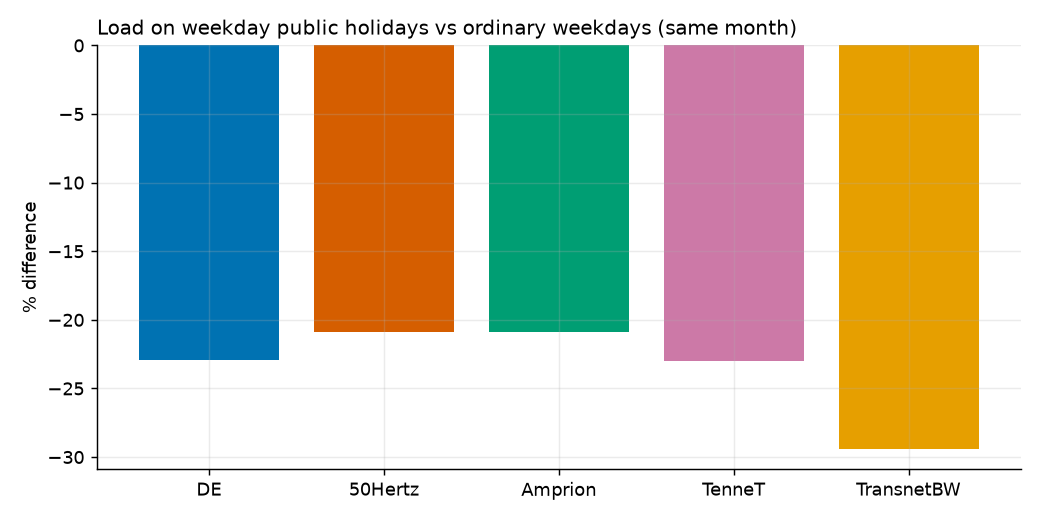 Load on weekday public holidays vs ordinary weekdays (same month)
% difference
0
−5
−10
−15
−20
−25
−30
DE
50Hertz
Amprion
TenneT
TransnetBW